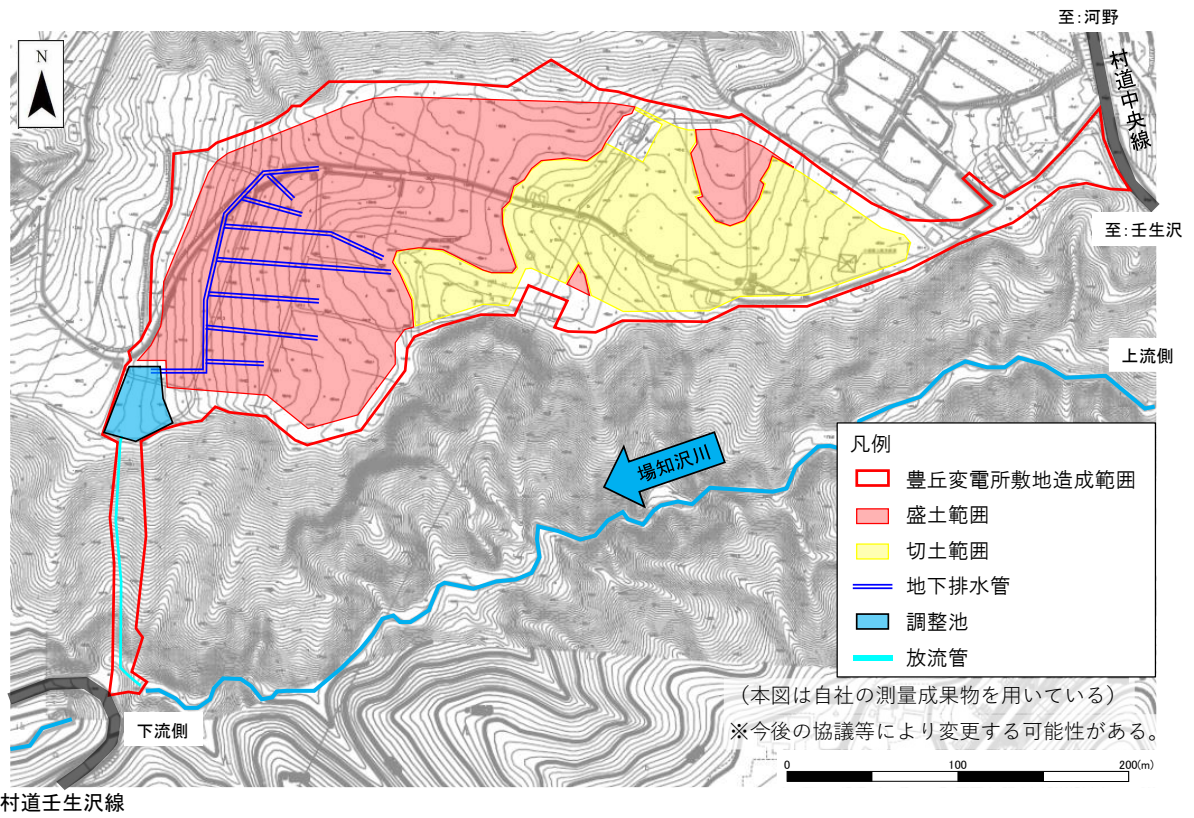 至:河野
N
村道中央線
至:壬生沢
上流側
場知沢川
凡例
豊丘変電所敷地造成範囲
盛土範囲
切土範囲
地下排水管
調整池
放流管
(本図は自社の測量成果物を用いている)
※今後の協議等により変更する可能性がある。
下流側
0 100 200(m)
村道壬生沢線